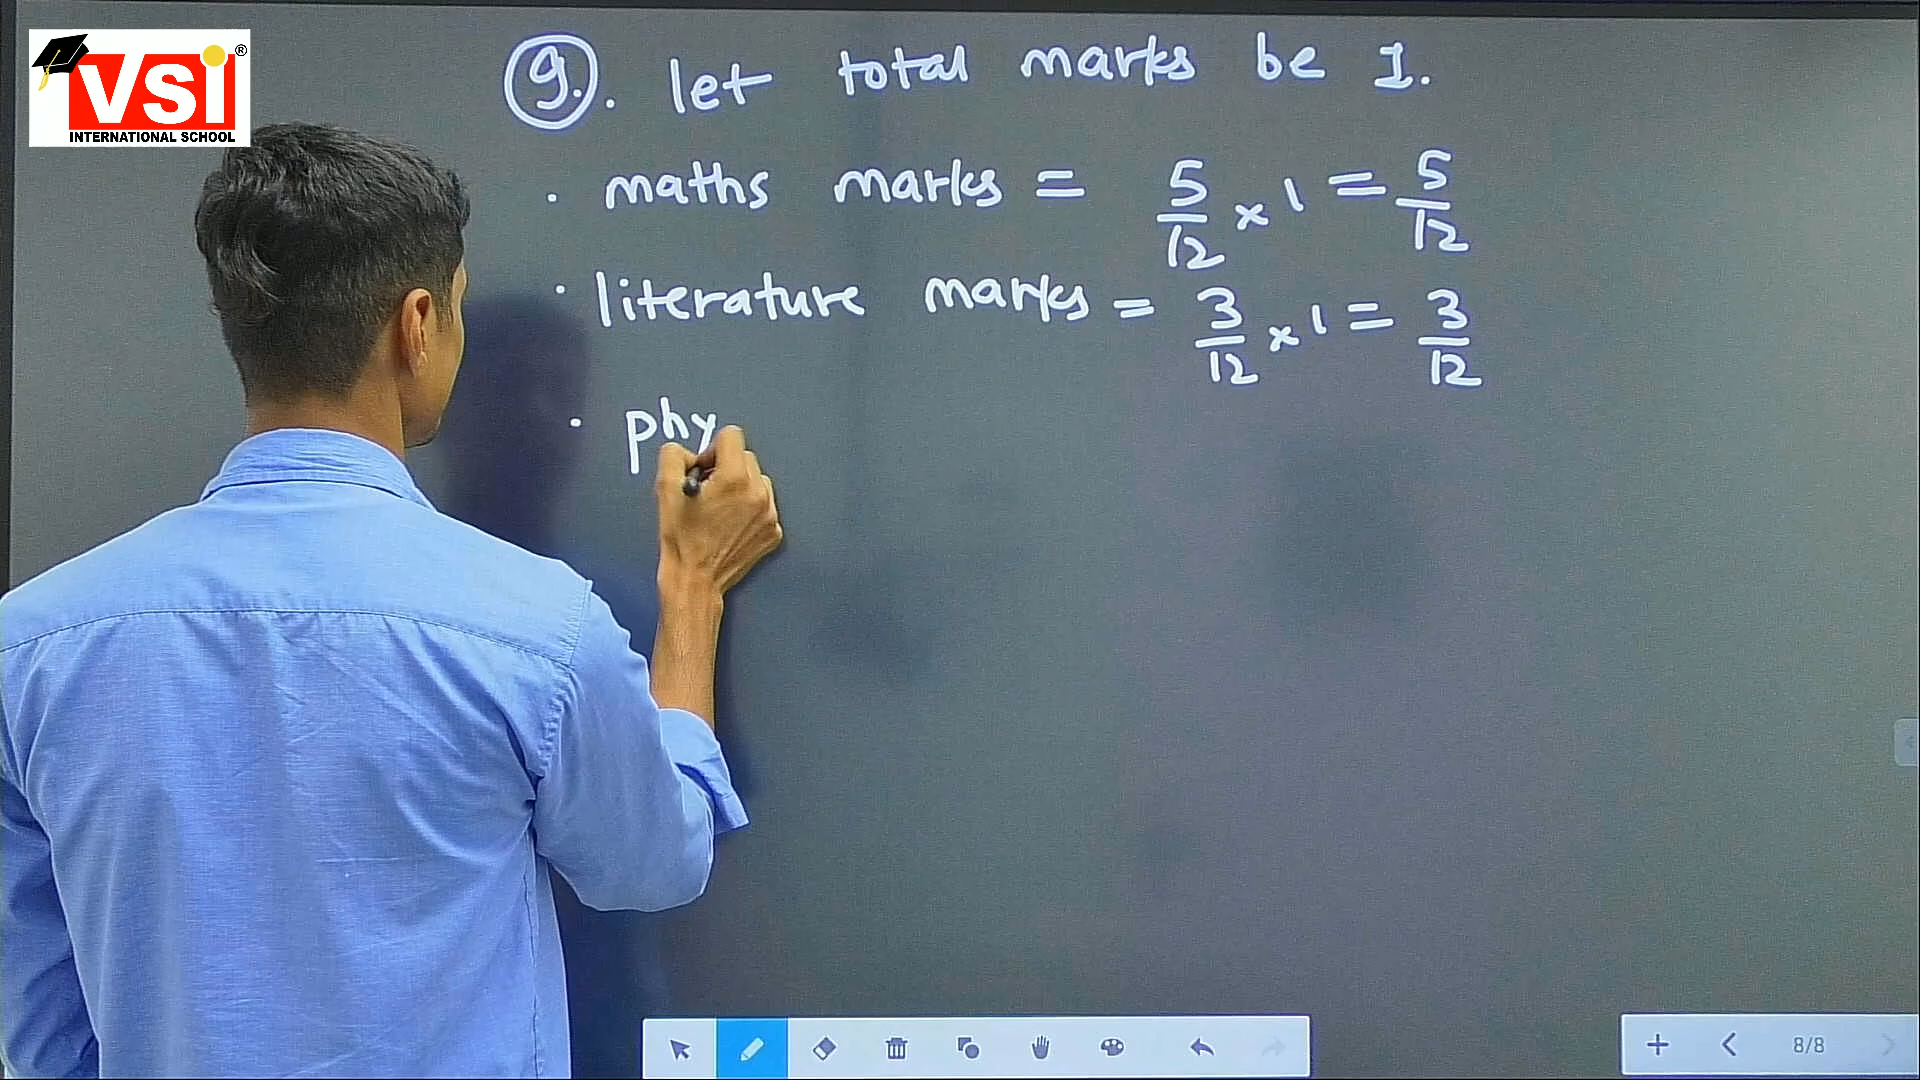 VSI®
INTERNATIONAL SCHOOL
9. let total marks be 1.
. maths marks = 5/12 × 1 = 5/12
. literature marks = 3/12 × 1 = 3/12
. phy
8/8